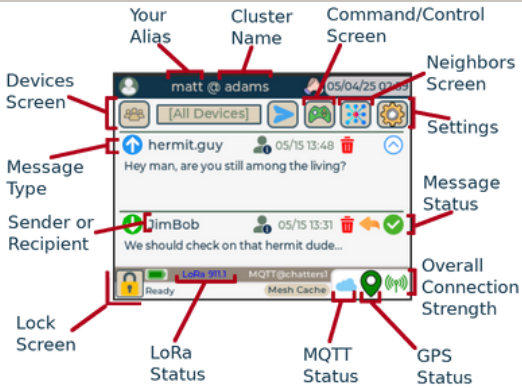 Your
Alias
Cluster
Name
Command/Control
Screen
Neighbors
Screen
Devices
Screen
matt @ adams
05/04/25
[All Devices]
Settings
Message
Type
hermit.guy
05/15 13:48
Hey man, are you still among the living?
Message
Status
Sender or
Recipient
JimBob
05/15 13:31
We should check on that hermit dude...
Overall
Connection
Strength
LoRa 911.1
MQTT@chatters1
Ready
Mesh Cache
Lock
Screen
LoRa
Status
MQTT
Status
GPS
Status